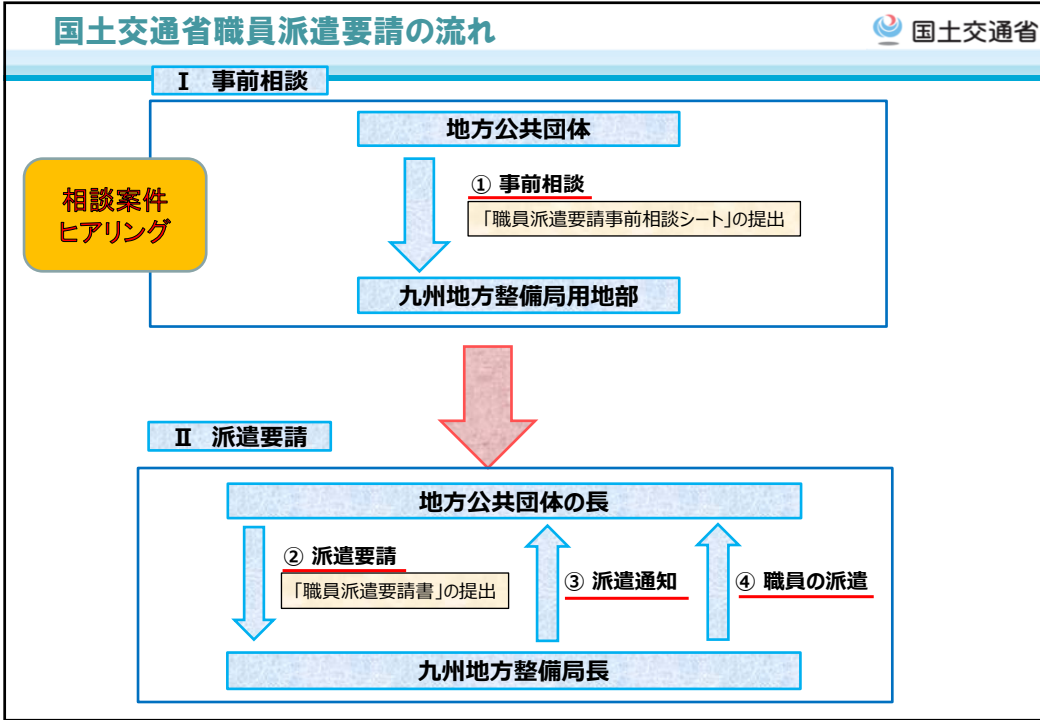 国土交通省職員派遣要請の流れ
国土交通省
Ⅰ 事前相談
地方公共団体
相談案件
ヒアリング
① 事前相談
「職員派遣要請事前相談シート」の提出
九州地方整備局用地部
Ⅱ 派遣要請
地方公共団体の長
② 派遣要請
「職員派遣要請書」の提出
③ 派遣通知
④ 職員の派遣
九州地方整備局長